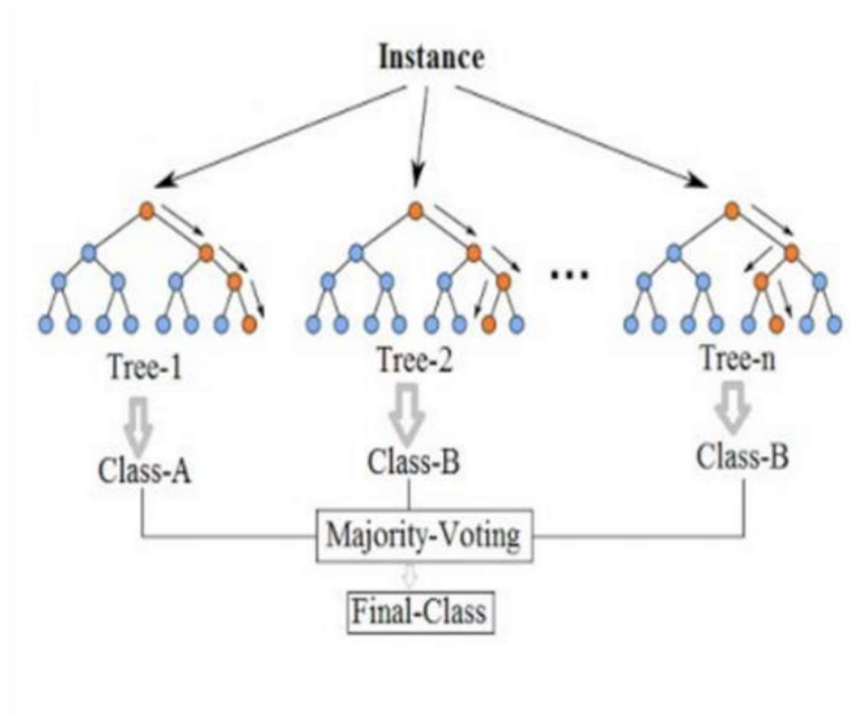 Instance
...
Tree-1
Tree-2
Tree-n
Class-A
Class-B
Class-B
Majority-Voting
Final-Class